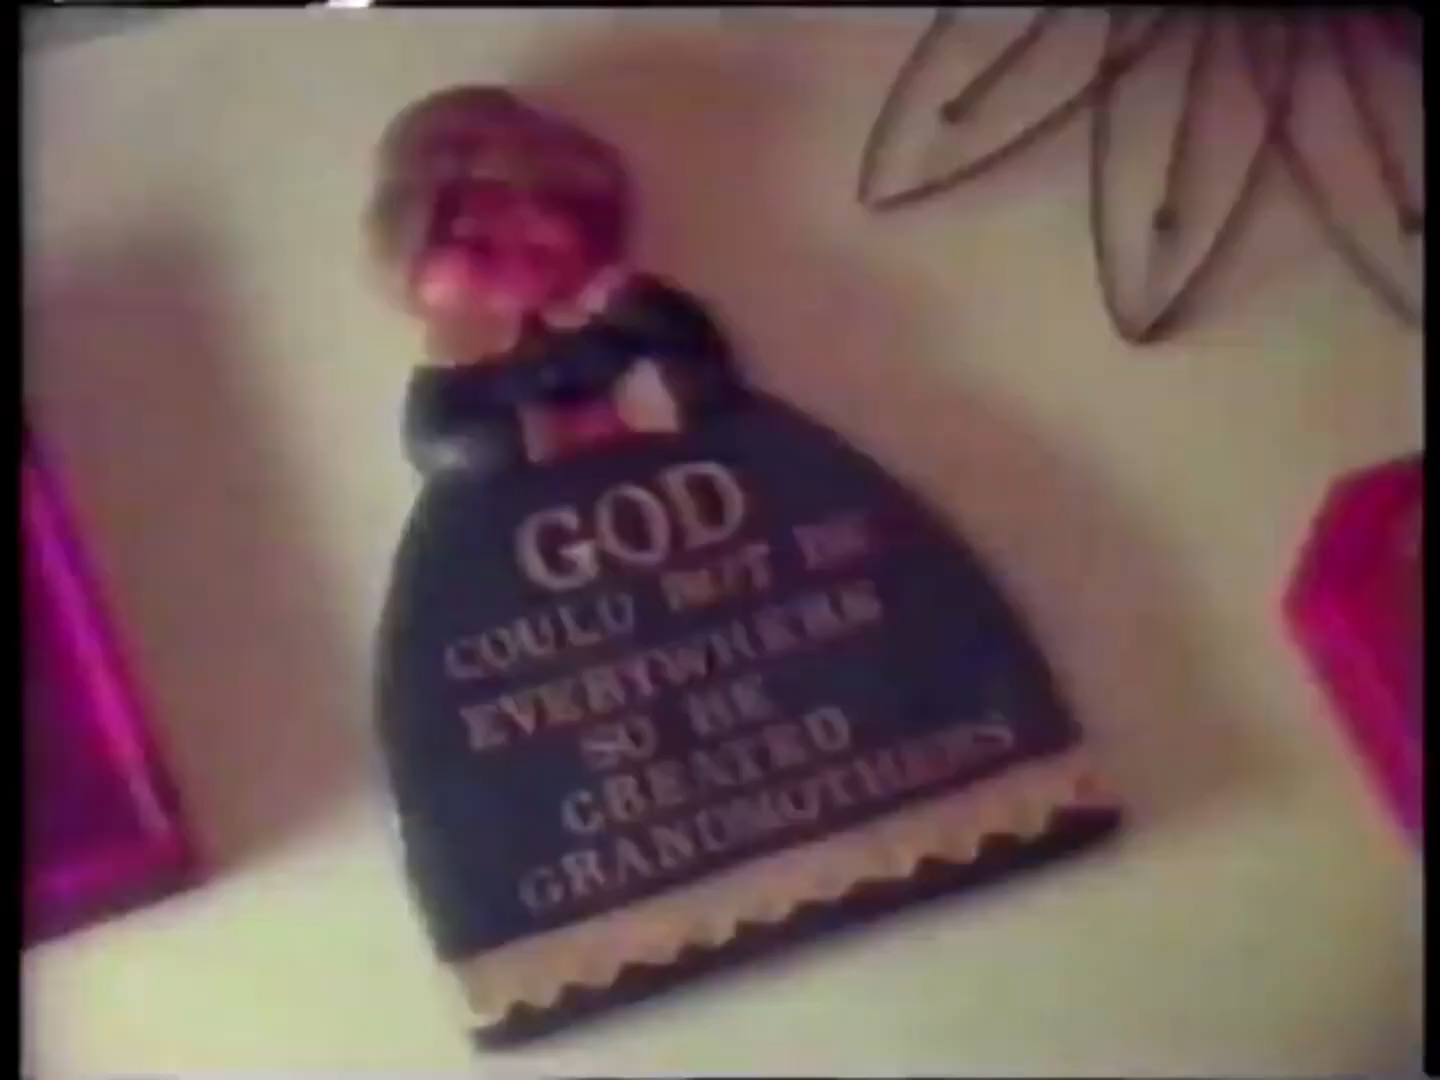 GOD
COULD NOT BE
EVERYWHERE
SO HE
CREATED
GRANDMOTHERS